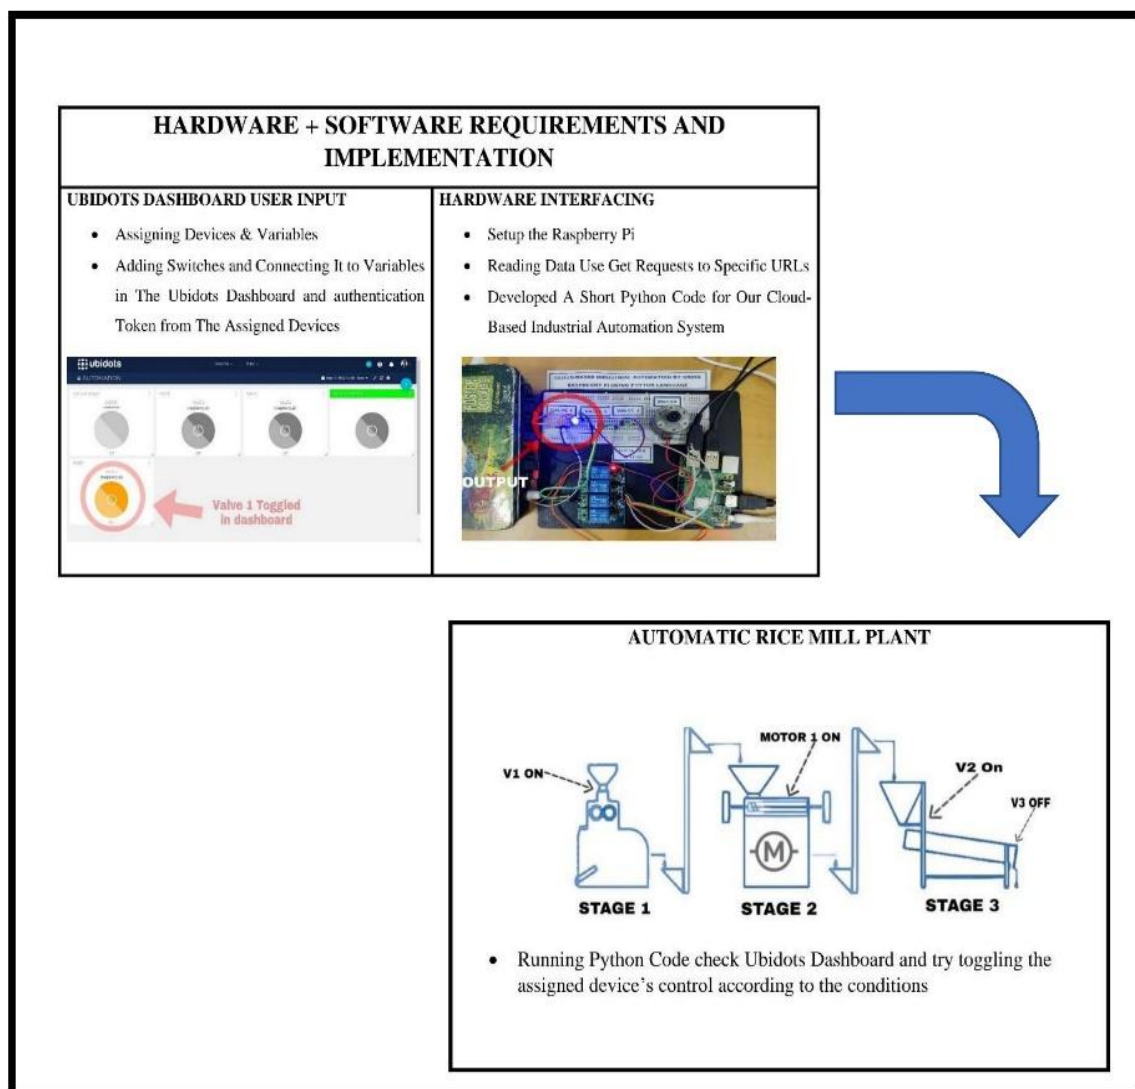 HARDWARE + SOFTWARE REQUIREMENTS AND
IMPLEMENTATION
UBIDOTS DASHBOARD USER INPUT
• Assigning Devices & Variables
• Adding Switches and Connecting It to Variables
in The Ubidots Dashboard and authentication
Token from The Assigned Devices
ubidots
AUTOMATION
Valve 1 Toggled
in dashboard
HARDWARE INTERFACING
• Setup the Raspberry Pi
• Reading Data Use Get Requests to Specific URLs
• Developed A Short Python Code for Our Cloud-
Based Industrial Automation System
OUTPUT
AUTOMATIC RICE MILL PLANT
V1 ON
MOTOR 1 ON
V2 On
V3 OFF
M
STAGE 1
STAGE 2
STAGE 3
• Running Python Code check Ubidots Dashboard and try toggling the
assigned device's control according to the conditions